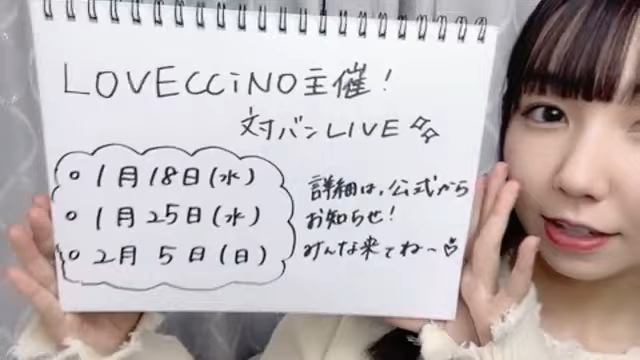 LOVECCiNO主催!
対バンLIVE
○ 1月18日(水)
○ 1月25日(水)
○ 2月5日(日)
詳細は、公式から
お知らせ!
みんな来てね〜